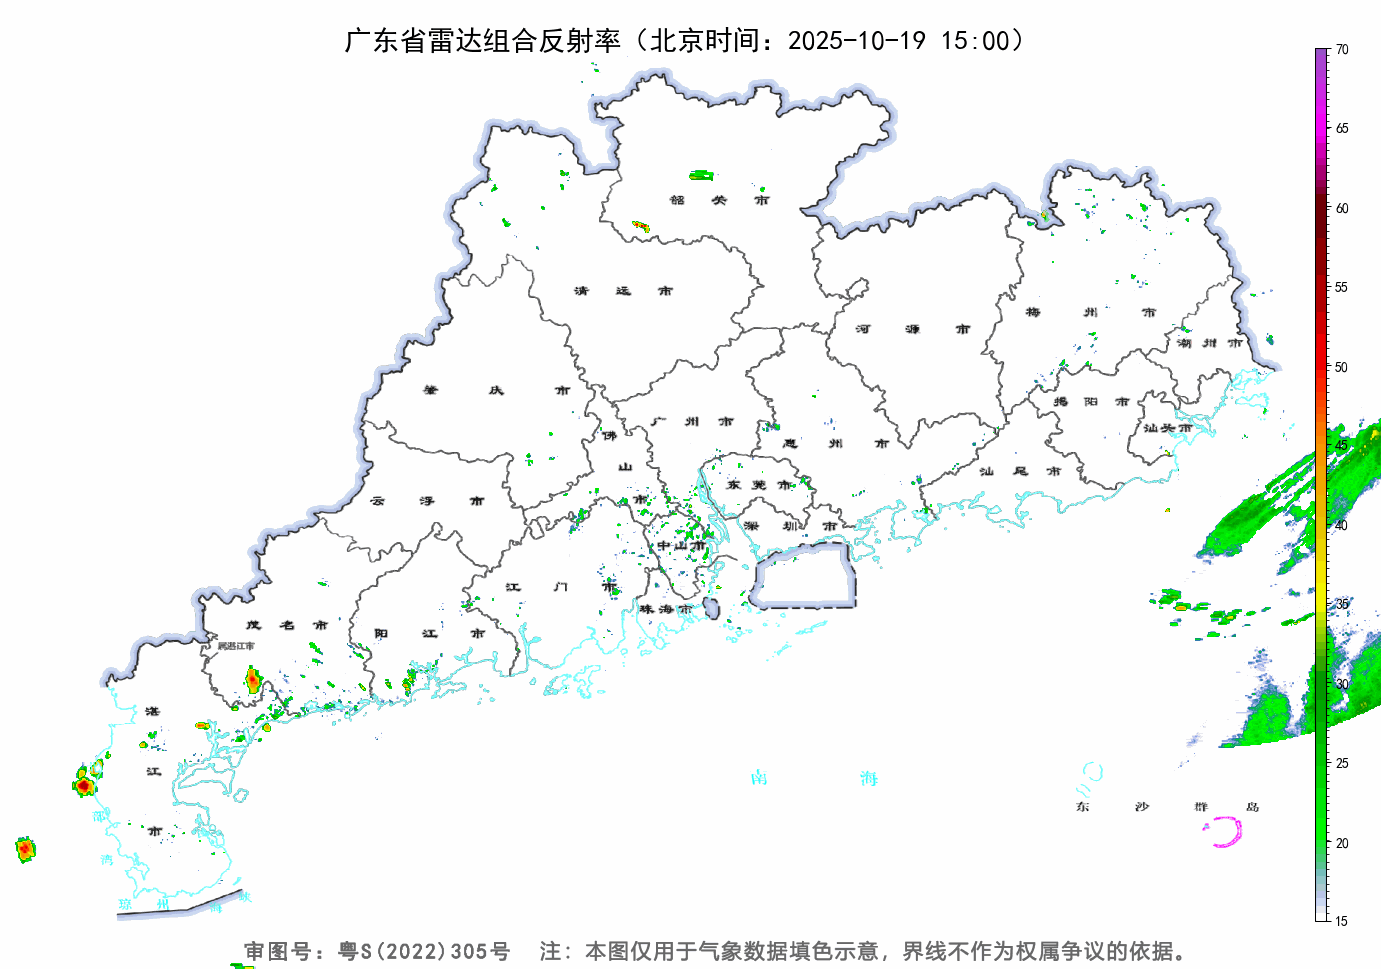 广东省雷达组合反射率（北京时间：2025-10-19 15:00）
70
65
60
55
50
45
40
35
30
25
20
15
韶关市
清远市
河源市
梅州市
潮州市
肇庆市
广州市
佛山市
惠州市
揭阳市
汕头市
汕尾市
云浮市
东莞市
深圳市
中山市
江门市
珠海市
茂名市
阳江市
属湛江市
湛江市
南海
东沙群岛
部湾
琼州海峡
审图号：粤S(2022)305号 注：本图仅用于气象数据填色示意，界线不作为权属争议的依据。